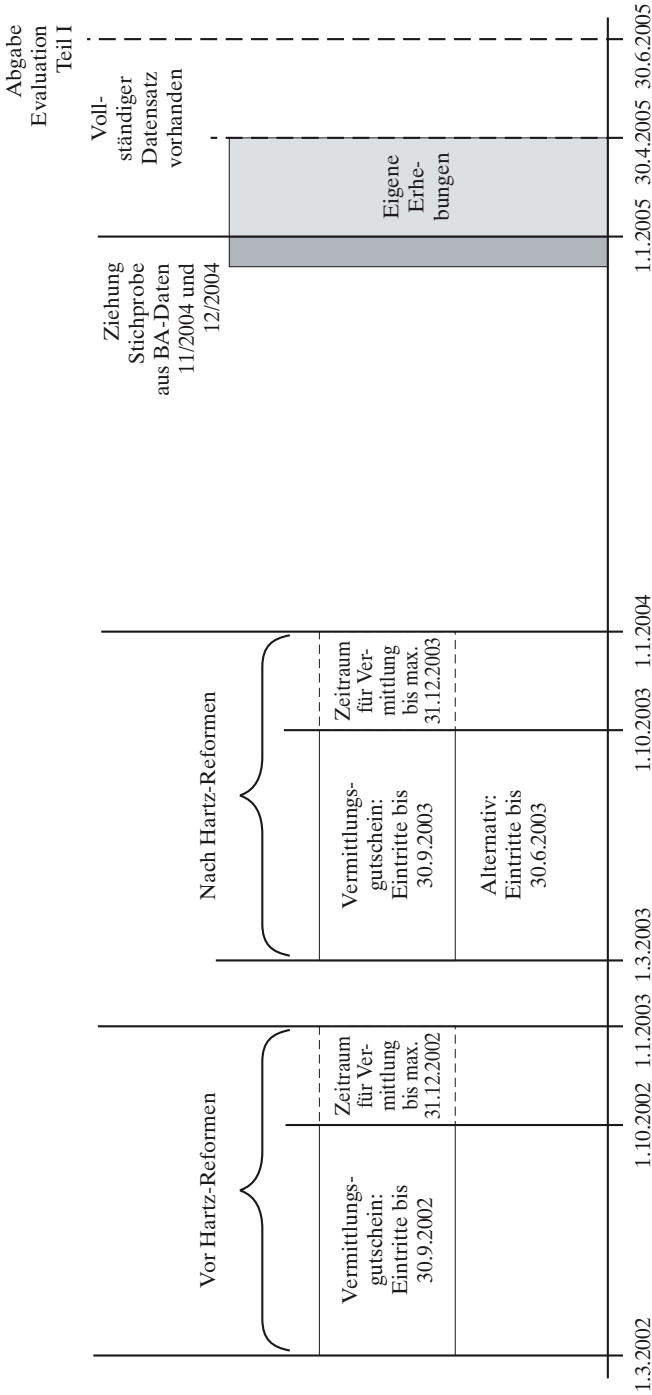 Vor Hartz-Reformen
Vermittlungs-
gutschein:
Eintritte bis
30.9.2002
Zeitraum
für Ver-
mittlung
bis max.
31.12.2002
Nach Hartz-Reformen
Vermittlungs-
gutschein:
Eintritte bis
30.9.2003
Zeitraum
für Ver-
mittlung
bis max.
31.12.2003
Alternativ:
Eintritte bis
30.6.2003
Ziehung
Stichprobe
aus BA-Daten
11/2004 und
12/2004
Eigene
Erhe-
bungen
Voll-
ständiger
Datensatz
vorhanden
Abgabe
Evaluation
Teil I
1.3.2002
1.10.2002
1.1.2003
1.3.2003
1.10.2003
1.1.2004
1.1.2005
30.4.2005
30.6.2005